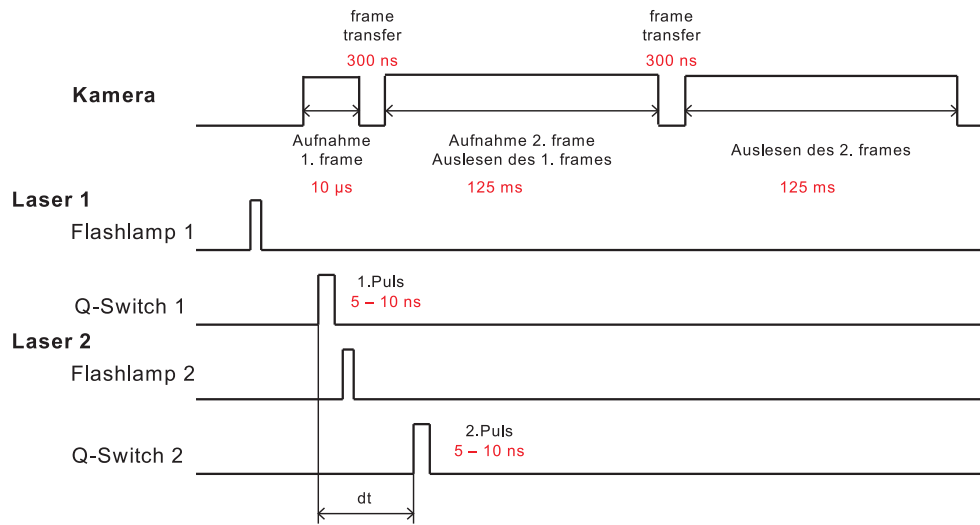 frame
transfer
300 ns
frame
transfer
300 ns
Kamera
Aufnahme
1. frame
10 µs
Aufnahme 2. frame
Auslesen des 1. frames
125 ms
Auslesen des 2. frames
125 ms
Laser 1
Flashlamp 1
Q-Switch 1
1.Puls
5 – 10 ns
Laser 2
Flashlamp 2
Q-Switch 2
2.Puls
5 – 10 ns
dt